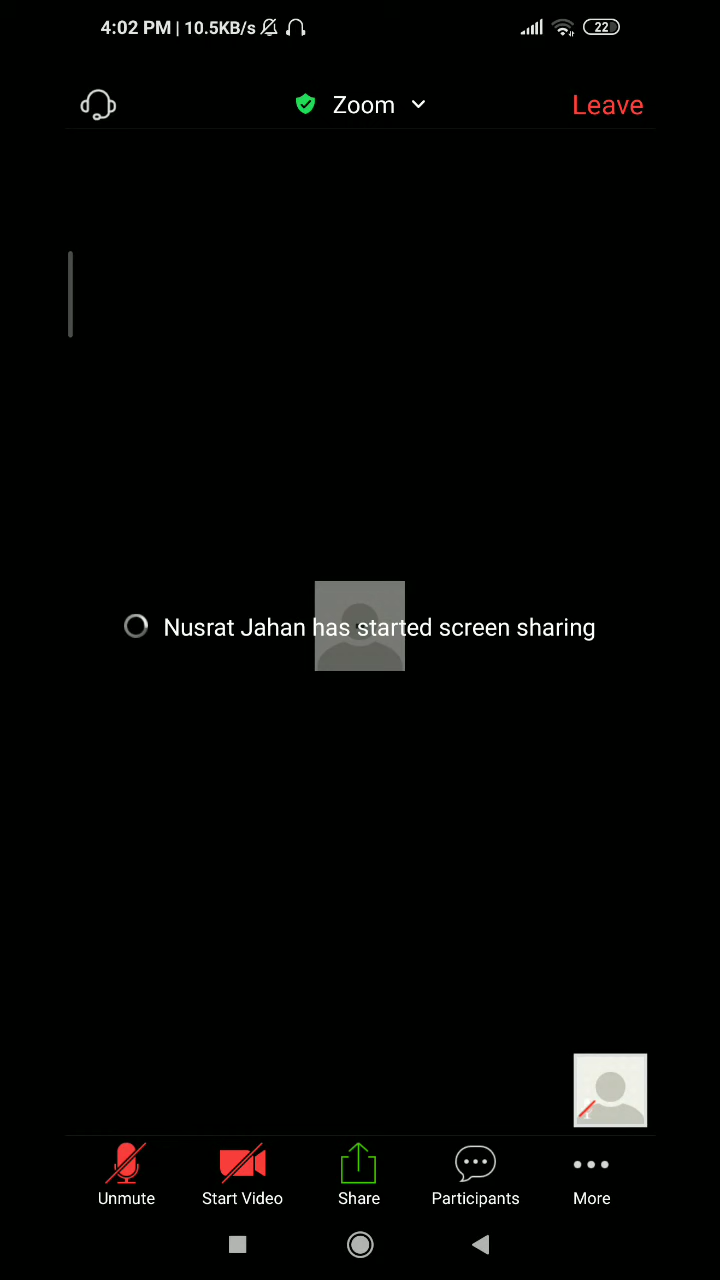 4:02 PM | 10.5KB/s 22
Zoom Leave
Nusrat Jahan has started screen sharing
Unmute Start Video Share Participants More